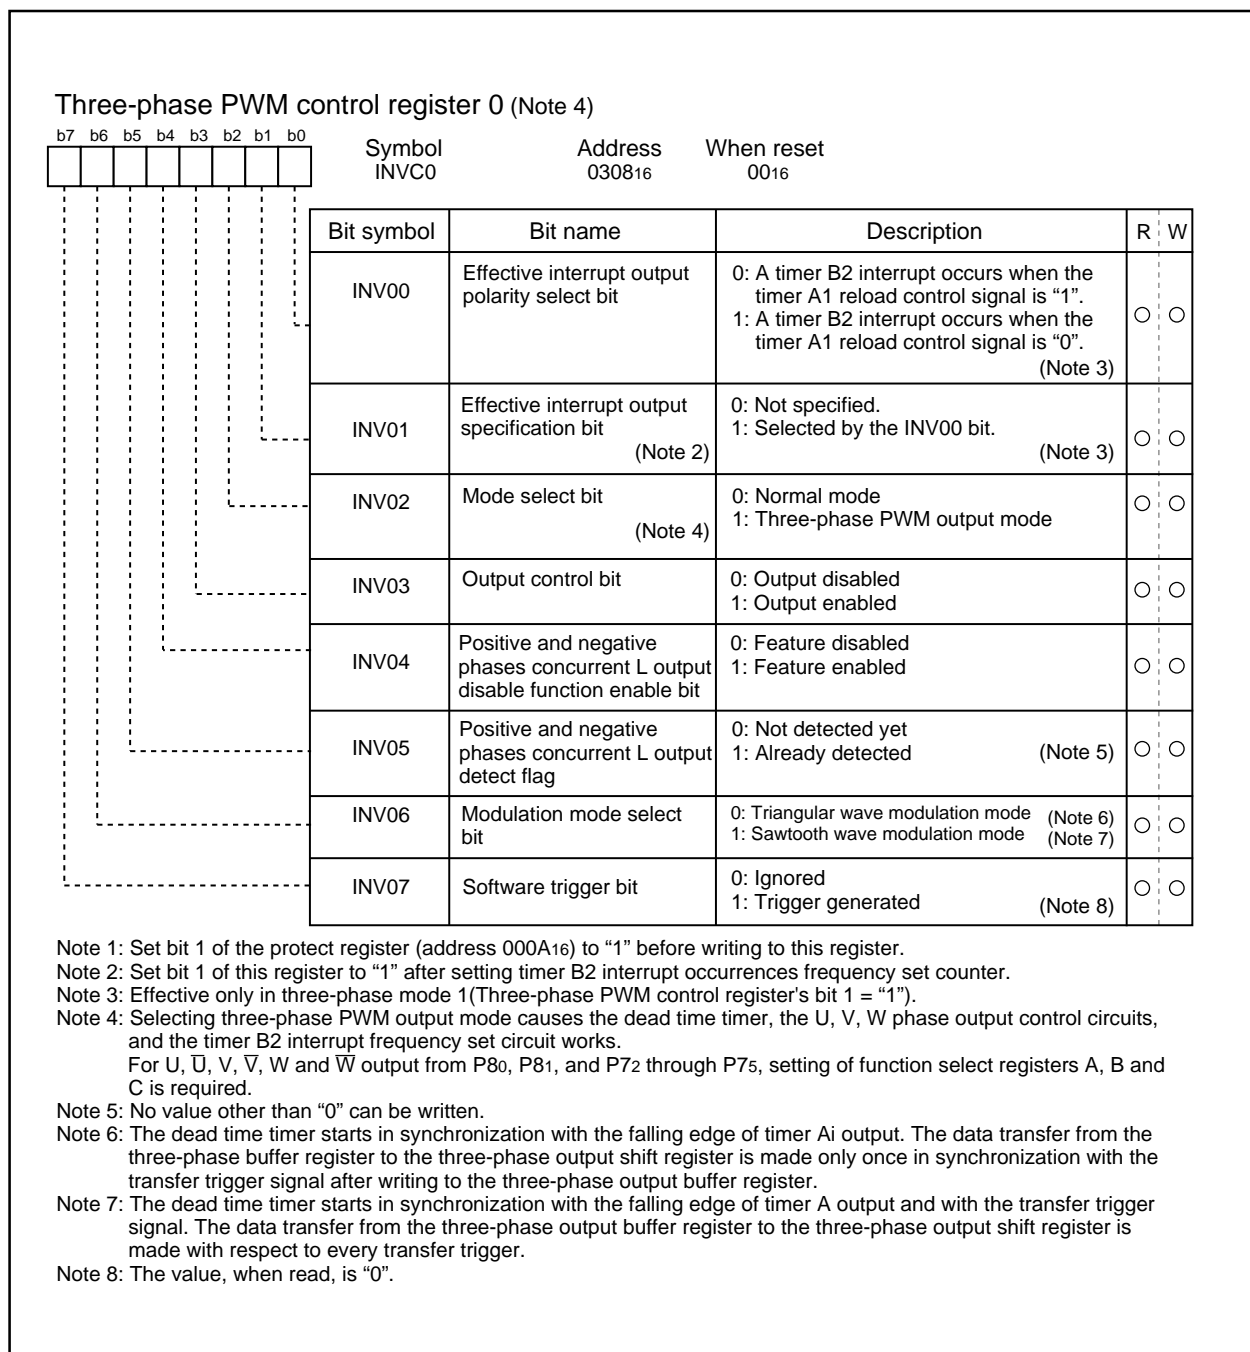 Three-phase PWM control register 0 (Note 4)
b7 b6 b5 b4 b3 b2 b1 b0
Symbol Address When reset
INVC0 030816 0016
Bit symbol Bit name Description R W
INV00 Effective interrupt output polarity select bit
0: A timer B2 interrupt occurs when the
timer A1 reload control signal is “1”.
1: A timer B2 interrupt occurs when the
timer A1 reload control signal is “0”.
(Note 3)
INV01 Effective interrupt output specification bit
(Note 2)
0: Not specified.
1: Selected by the INV00 bit.
(Note 3)
INV02 Mode select bit
(Note 4)
0: Normal mode
1: Three-phase PWM output mode
INV03 Output control bit
0: Output disabled
1: Output enabled
INV04 Positive and negative
phases concurrent L output
disable function enable bit
0: Feature disabled
1: Feature enabled
INV05 Positive and negative
phases concurrent L output
detect flag
0: Not detected yet
1: Already detected (Note 5)
INV06 Modulation mode select
bit
0: Triangular wave modulation mode (Note 6)
1: Sawtooth wave modulation mode (Note 7)
INV07 Software trigger bit
0: Ignored
1: Trigger generated (Note 8)
Note 1: Set bit 1 of the protect register (address 000A16) to “1” before writing to this register.
Note 2: Set bit 1 of this register to “1” after setting timer B2 interrupt occurrences frequency set counter.
Note 3: Effective only in three-phase mode 1(Three-phase PWM control register's bit 1 = “1”).
Note 4: Selecting three-phase PWM output mode causes the dead time timer, the U, V, W phase output control circuits,
and the timer B2 interrupt frequency set circuit works.
For U, U̅, V, V̅, W and W̅ output from P80, P81, and P72 through P75, setting of function select registers A, B and
C is required.
Note 5: No value other than “0” can be written.
Note 6: The dead time timer starts in synchronization with the falling edge of timer Ai output. The data transfer from the
three-phase buffer register to the three-phase output shift register is made only once in synchronization with the
transfer trigger signal after writing to the three-phase output buffer register.
Note 7: The dead time timer starts in synchronization with the falling edge of timer A output and with the transfer trigger
signal. The data transfer from the three-phase output buffer register to the three-phase output shift register is
made with respect to every transfer trigger.
Note 8: The value, when read, is “0”.